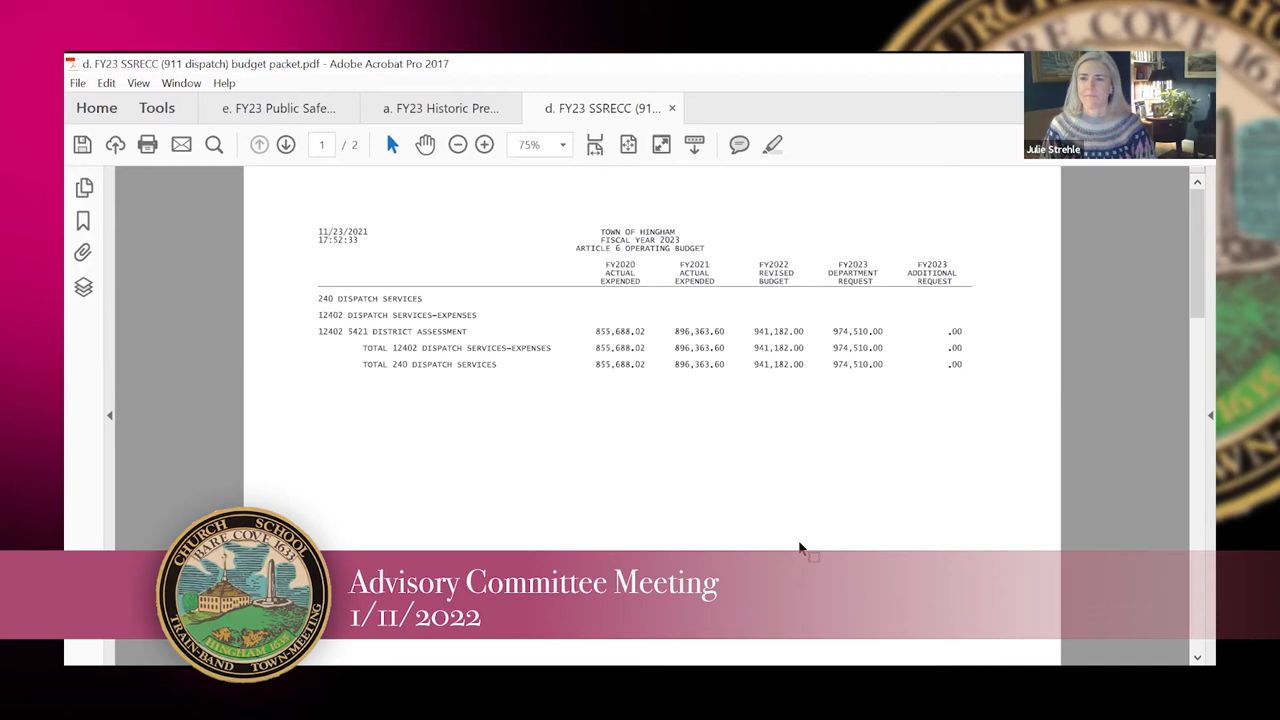 d. FY23 SSRECC (911 dispatch) budget packet.pdf - Adobe Acrobat Pro 2017
File Edit View Window Help
Home Tools e. FY23 Public Safe... a. FY23 Historic Pre... d. FY23 SSRECC (91... ×
1 / 2 75%
Julie Strehle
11/23/2021 TOWN OF HINGHAM
17:52:33 FISCAL YEAR 2023
ARTICLE 6 OPERATING BUDGET
FY2020 FY2021 FY2022 FY2023 FY2023
ACTUAL ACTUAL REVISED DEPARTMENT ADDITIONAL
EXPENDED EXPENDED BUDGET REQUEST REQUEST
240 DISPATCH SERVICES
12402 DISPATCH SERVICES-EXPENSES
12402 5421 DISTRICT ASSESSMENT 855,688.02 896,363.60 941,182.00 974,510.00 .00
TOTAL 12402 DISPATCH SERVICES-EXPENSES 855,688.02 896,363.60 941,182.00 974,510.00 .00
TOTAL 240 DISPATCH SERVICES 855,688.02 896,363.60 941,182.00 974,510.00 .00
CHURCH SCHOOL
BARE COVE 1633
HINGHAM 1635
TRAIN-BAND TOWN-MEETING
Advisory Committee Meeting
1/11/2022